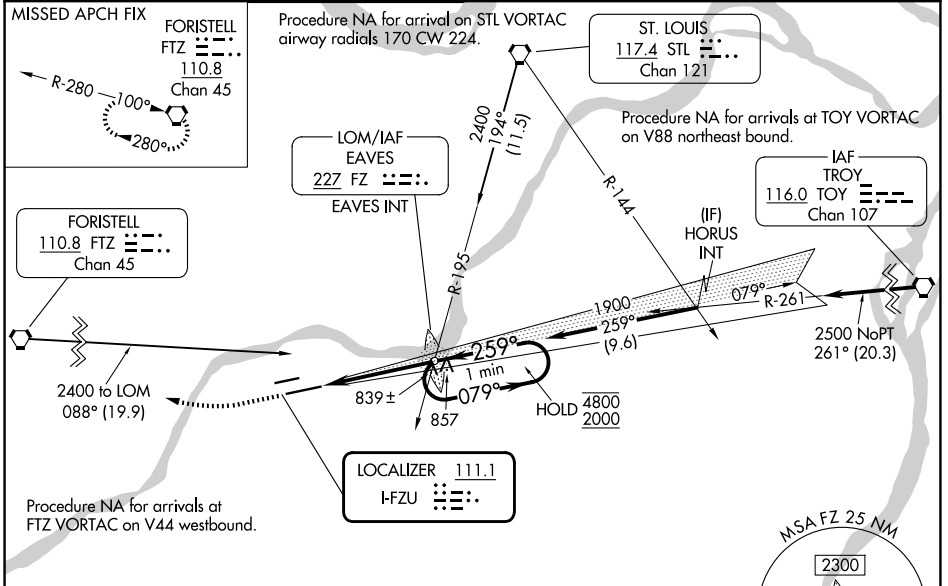 MISSED APCH FIX
FORISTELL
FTZ
110.8
Chan 45
R-280
100°
280°
Procedure NA for arrival on STL VORTAC
airway radials 170 CW 224.
ST. LOUIS
117.4 STL
Chan 121
2400
194°
(11.5)
Procedure NA for arrivals at TOY VORTAC
on V88 northeast bound.
LOM/IAF
EAVES
227 FZ
EAVES INT
IAF
TROY
116.0 TOY
Chan 107
R-144
(IF)
HORUS
INT
FORISTELL
110.8 FTZ
Chan 45
R-195
079°
R-261
1900
259°
(9.6)
2500 NoPT
261° (20.3)
259°
1 min
079°
2400 to LOM
088° (19.9)
839±
857
HOLD
4800
2000
LOCALIZER 111.1
I-FZU
Procedure NA for arrivals at
FTZ VORTAC on V44 westbound.
MSA FZ 25 NM
2300